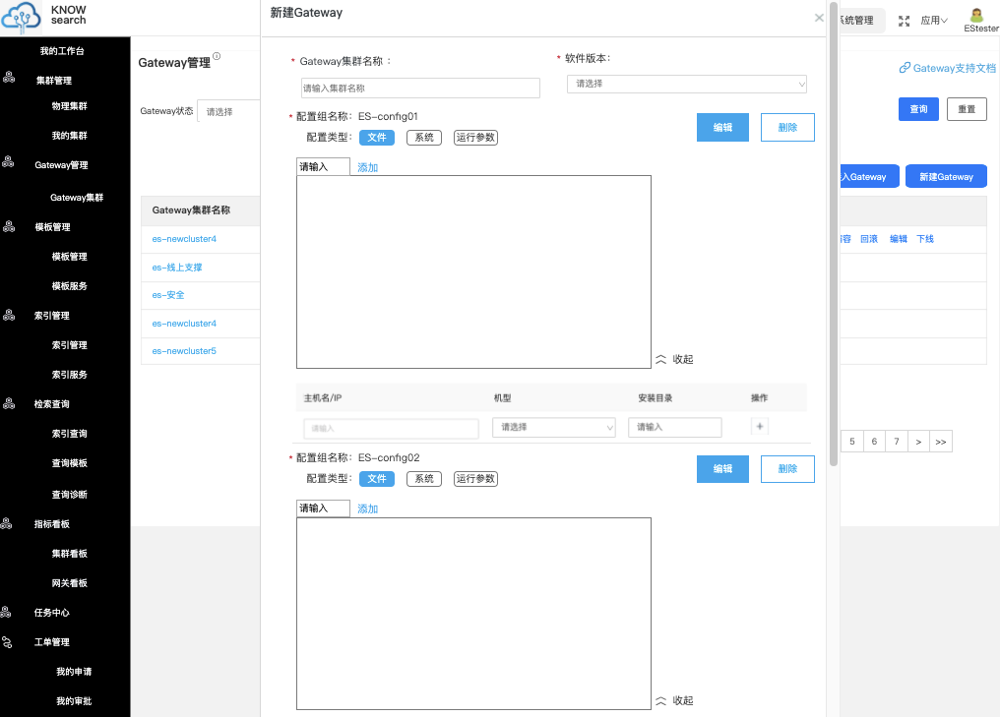 KNOW
search
我的工作台
集群管理
物理集群
我的集群
Gateway管理
Gateway集群
模板管理
模板管理
模板服务
索引管理
索引管理
索引服务
检索查询
索引查询
查询模板
查询诊断
指标看板
集群看板
网关看板
任务中心
工单管理
我的申请
我的审批
Gateway管理
Gateway状态 请选择
Gateway集群名称
es-newcluster4
es-线上支撑
es-安全
es-newcluster4
es-newcluster5
新建Gateway
* Gateway集群名称：
请输入集群名称
* 软件版本：
请选择
* 配置组名称： ES-config01
配置类型： 文件 系统 运行参数
编辑 删除
请输入 添加
收起
主机名/IP 机型 安装目录 操作
请输入 请选择 请输入 +
* 配置组名称： ES-config02
配置类型： 文件 系统 运行参数
编辑 删除
请输入 添加
收起
系统管理 应用 EStester
Gateway支持文档
查询 重置
入Gateway 新建Gateway
容 回滚 编辑 下线
5 6 7 > >>